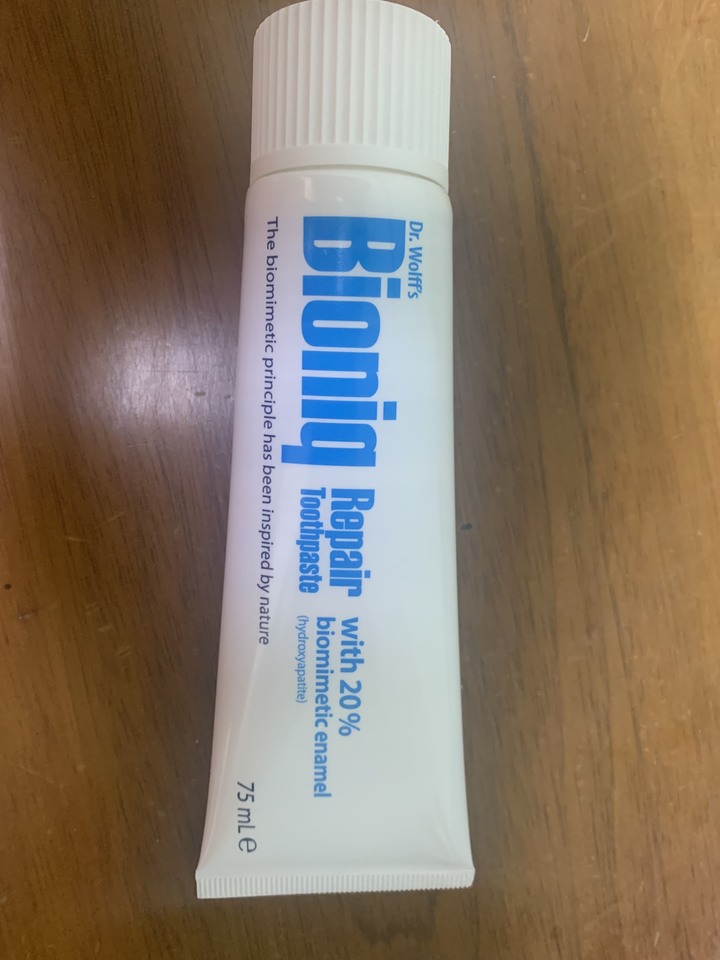 Dr. Wolff's
Bioniq
Repair
Toothpaste
with 20%
biomimetic enamel
(hydroxyapatite)
The biomimetic principle has been inspired by nature
75 mL e